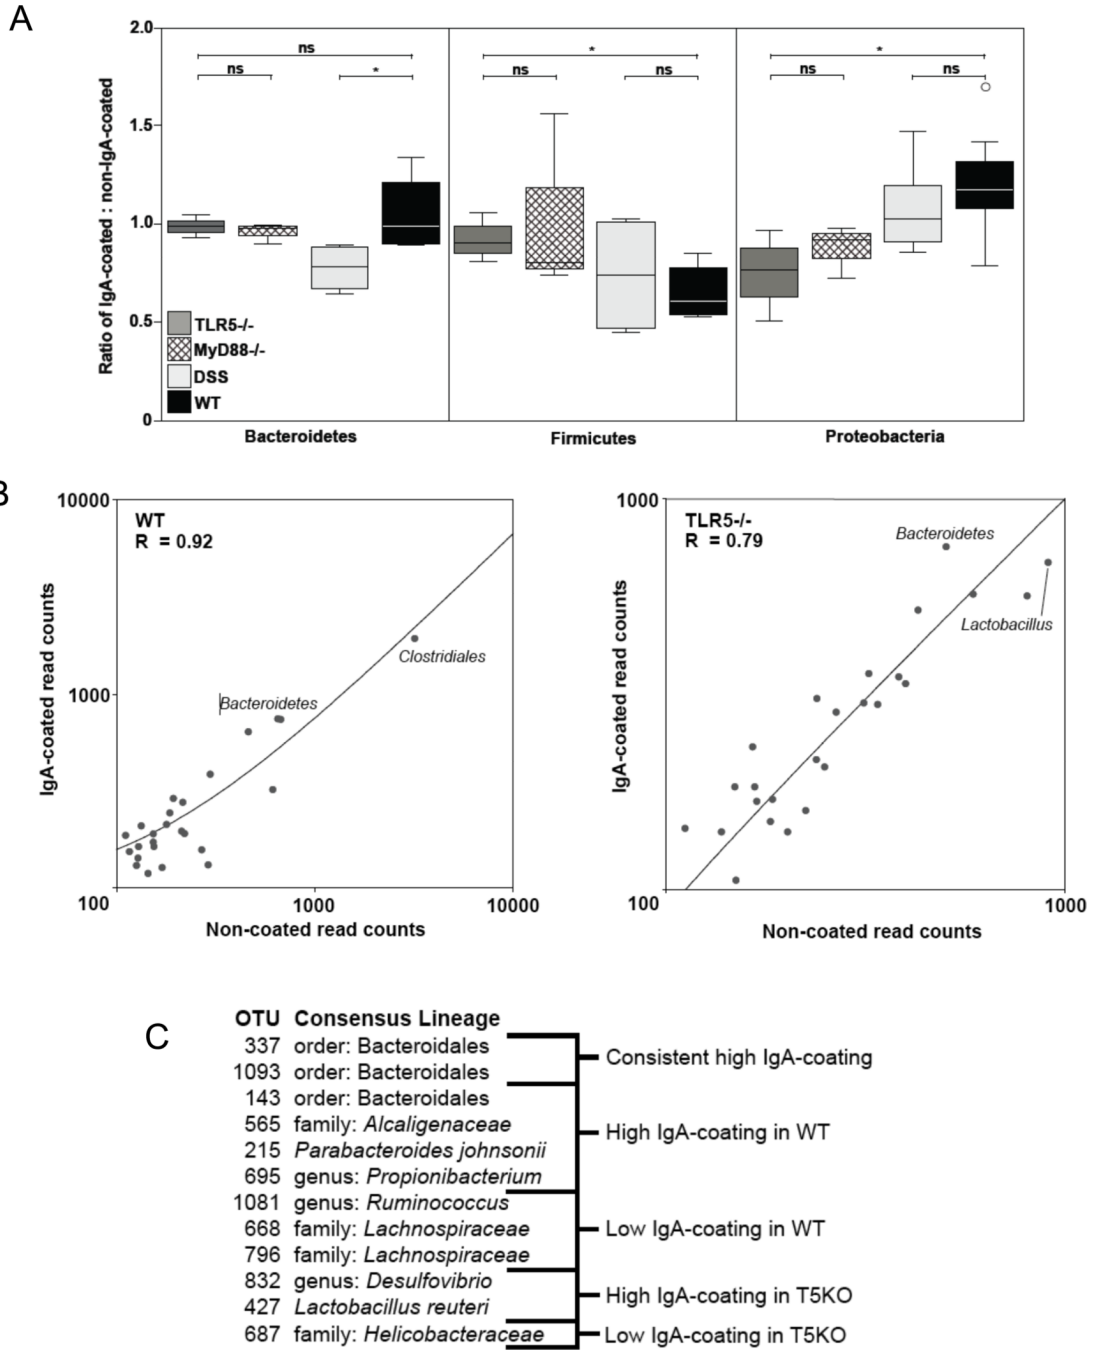 A
2.0
1.5
1.0
0.5
0
Ratio of IgA-coated : non-IgA-coated
ns
ns
*
*
ns
ns
*
ns
ns
TLR5-/-
MyD88-/-
DSS
WT
Bacteroidetes
Firmicutes
Proteobacteria
B
10000
1000
100
IgA-coated read counts
WT
R = 0.92
Clostridiales
Bacteroidetes
1000
10000
Non-coated read counts
1000
100
IgA-coated read counts
TLR5-/-
R = 0.79
Bacteroidetes
Lactobacillus
1000
Non-coated read counts
C
OTU Consensus Lineage
337 order: Bacteroidales
1093 order: Bacteroidales
Consistent high IgA-coating
143 order: Bacteroidales
565 family: Alcaligenaceae
High IgA-coating in WT
215 Parabacteroides johnsonii
695 genus: Propionibacterium
1081 genus: Ruminococcus
668 family: Lachnospiraceae
Low IgA-coating in WT
796 family: Lachnospiraceae
832 genus: Desulfovibrio
High IgA-coating in T5KO
427 Lactobacillus reuteri
687 family: Helicobacteraceae
Low IgA-coating in T5KO